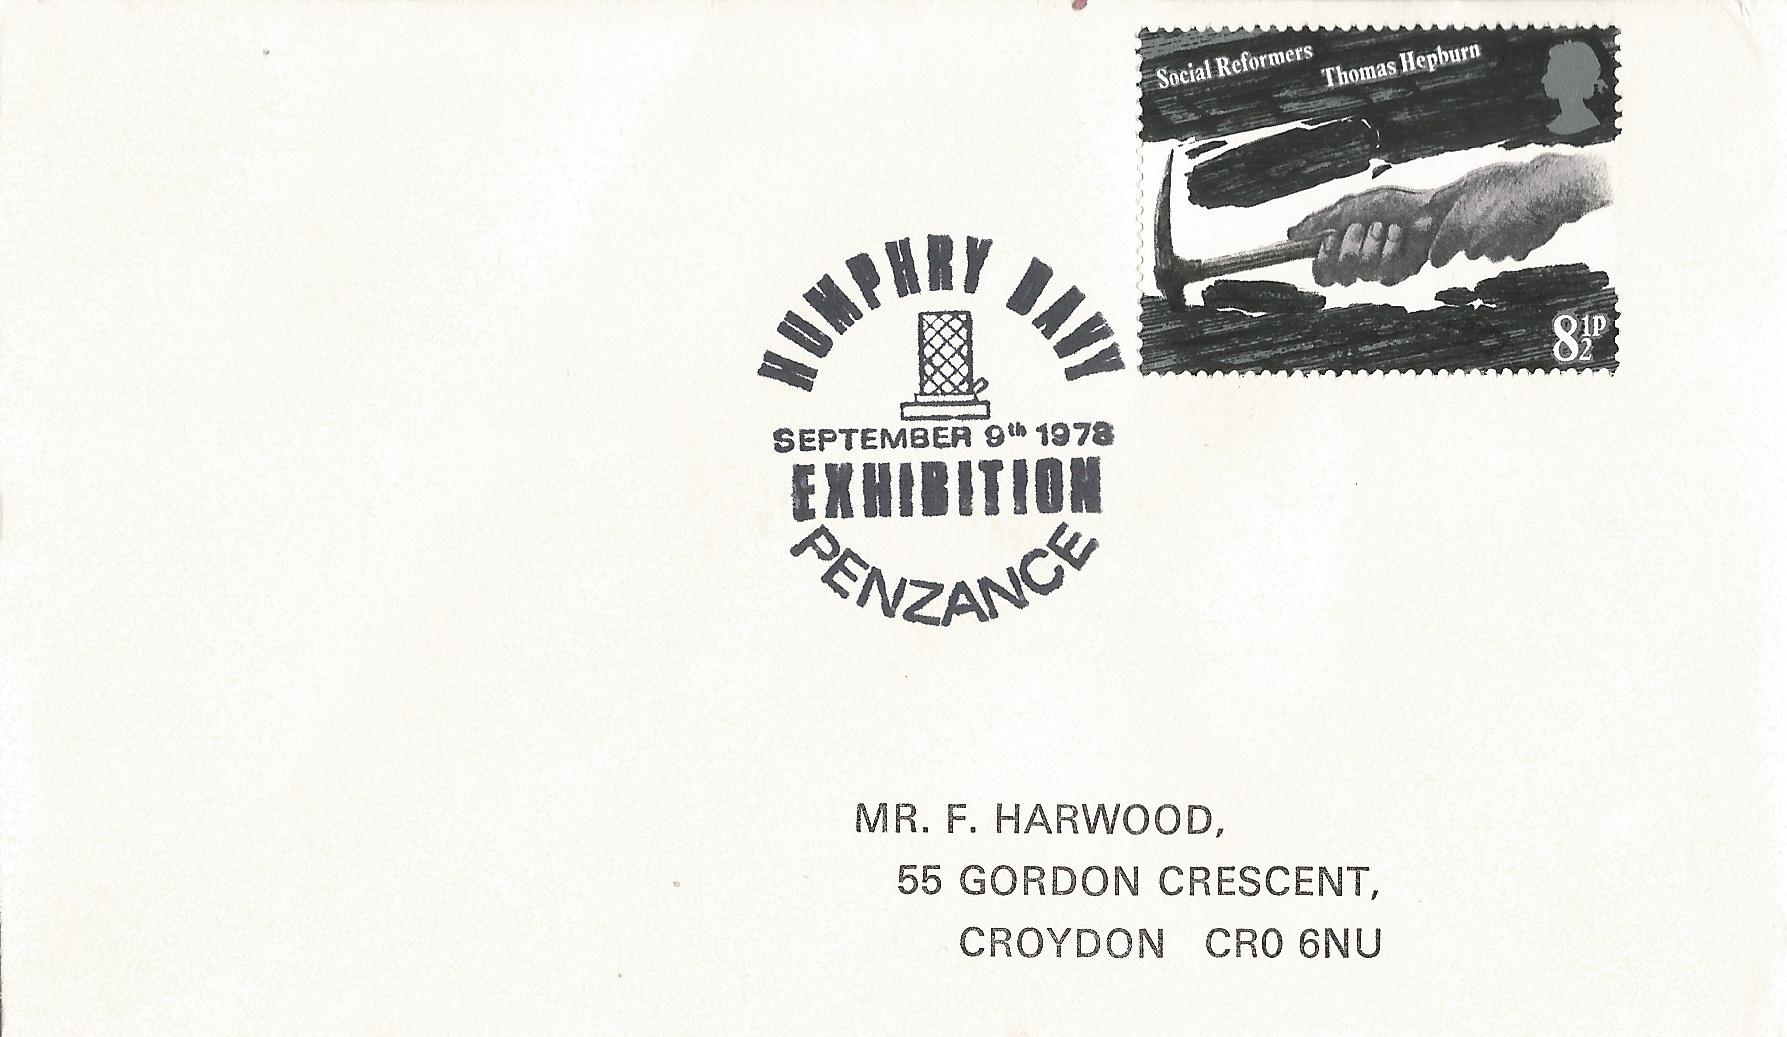 Social Reformers
Thomas Hepburn
8½P
HUMPHRY DAVY
SEPTEMBER 9th 1978
EXHIBITION
PENZANCE
MR. F. HARWOOD,
55 GORDON CRESCENT,
CROYDON CR0 6NU